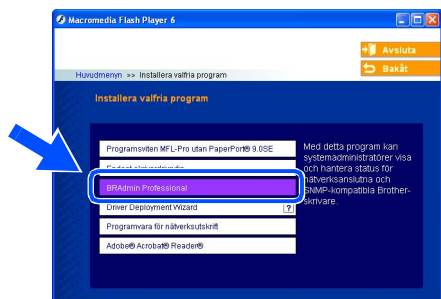 Macromedia Flash Player 6
Avsluta
Bakåt
Huvudmenyn »» Installera valfria program
Installera valfria program
Programsviten MFL-Pro utan PaperPort® 9.0SE
BRAdmin Professional
Driver Deployment Wizard ?
Programvara för nätverksutskrift
Adobe® Acrobat® Reader®
Med detta program kan
systemadministratörer visa
och hantera status för
nätverksanslutna och
SNMP-kompatibla Brother-
skrivare.